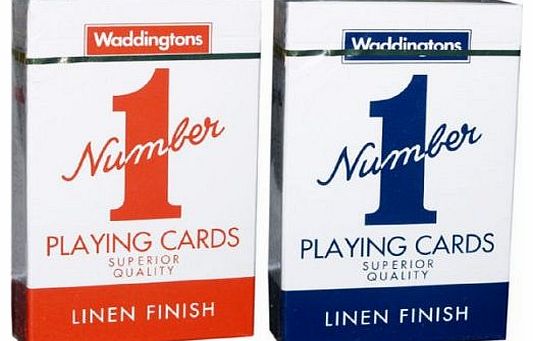 Waddingtons
Number
1
PLAYING CARDS
SUPERIOR
QUALITY
LINEN FINISH
Waddingtons
Number
1
PLAYING CARDS
SUPERIOR
QUALITY
LINEN FINISH